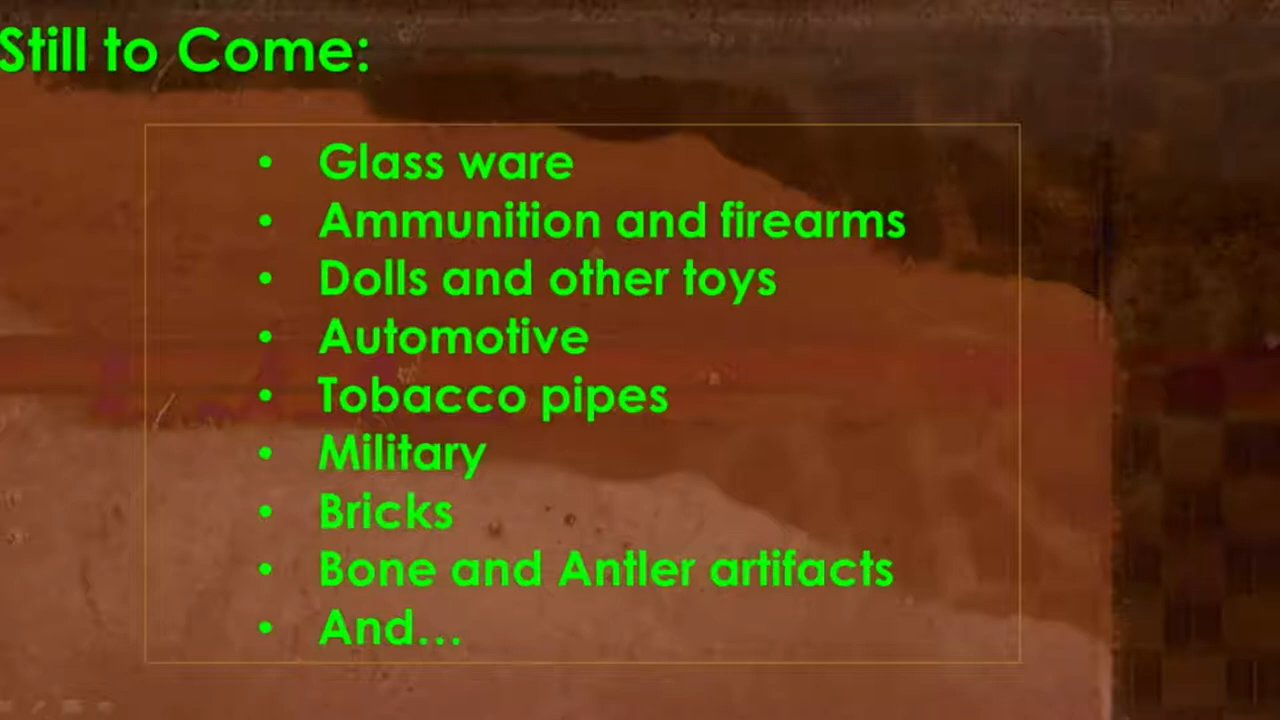 Still to Come:
• Glass ware
• Ammunition and firearms
• Dolls and other toys
• Automotive
• Tobacco pipes
• Military
• Bricks
• Bone and Antler artifacts
• And...